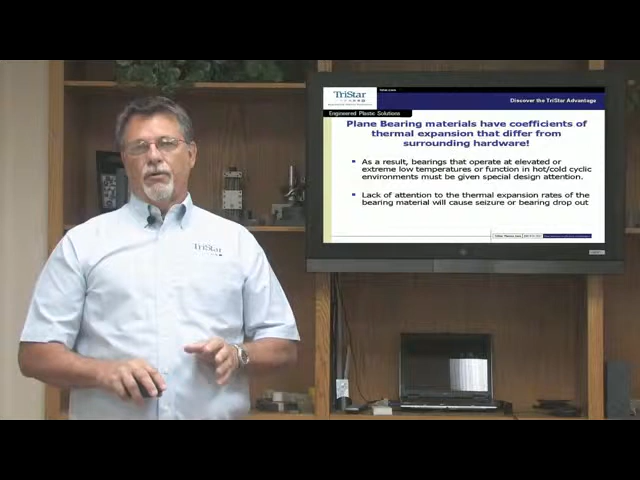 TriStar
Discover the TriStar Advantage
Engineered Plastic Solutions
Plane Bearing materials have coefficients of
thermal expansion that differ from
surrounding hardware!
As a result, bearings that operate at elevated or
extreme low temperatures or function in hot/cold cyclic
environments must be given special design attention.
Lack of attention to the thermal expansion rates of the
bearing material will cause seizure or bearing drop out
TriStar